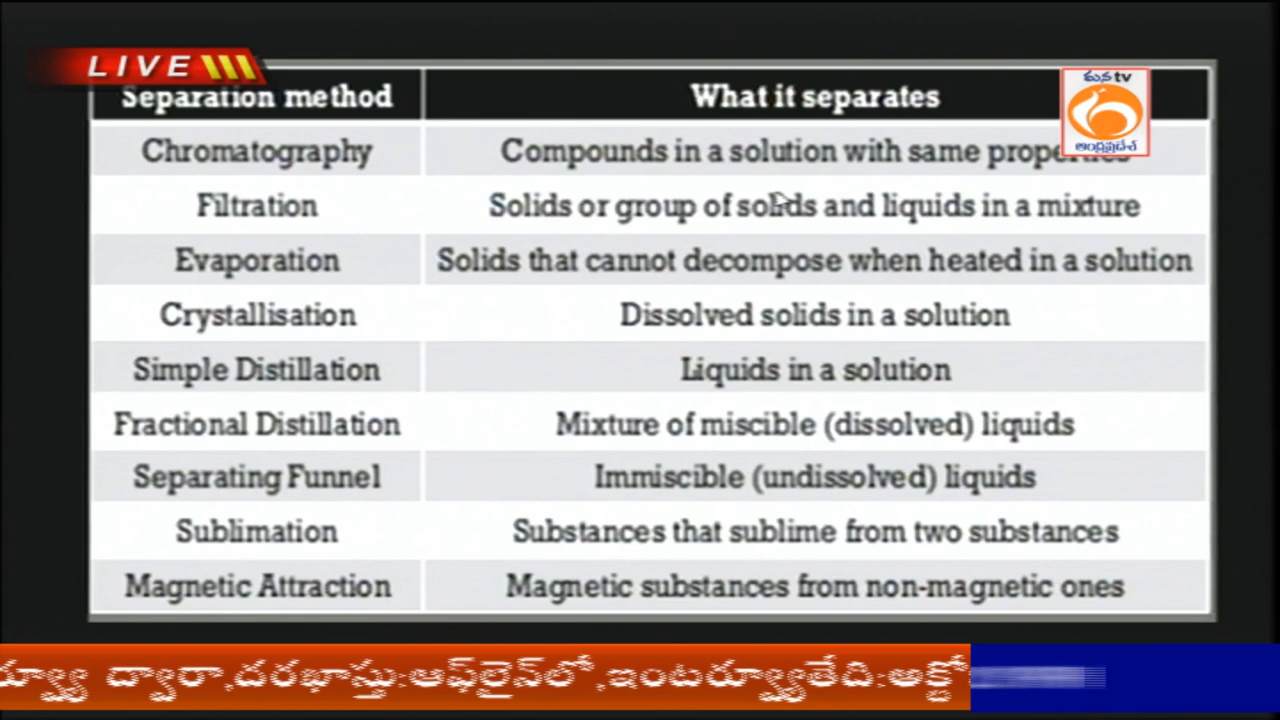 LIVE
మన tv
ఆంధ్రప్రదేశ్
Separation method What it separates
Chromatography Compounds in a solution with same
Filtration Solids or group of solids and liquids in a mixture
Evaporation Solids that cannot decompose when heated in a solution
Crystallisation Dissolved solids in a solution
Simple Distillation Liquids in a solution
Fractional Distillation Mixture of miscible (dissolved) liquids
Separating Funnel Immiscible (undissolved) liquids
Sublimation Substances that sublime from two substances
Magnetic Attraction Magnetic substances from non-magnetic ones
ద్వారా,దరఖాస్తు:ఆఫ్‌లైన్‌లో,ఇంటర్వ్యూతేది:అక్టో